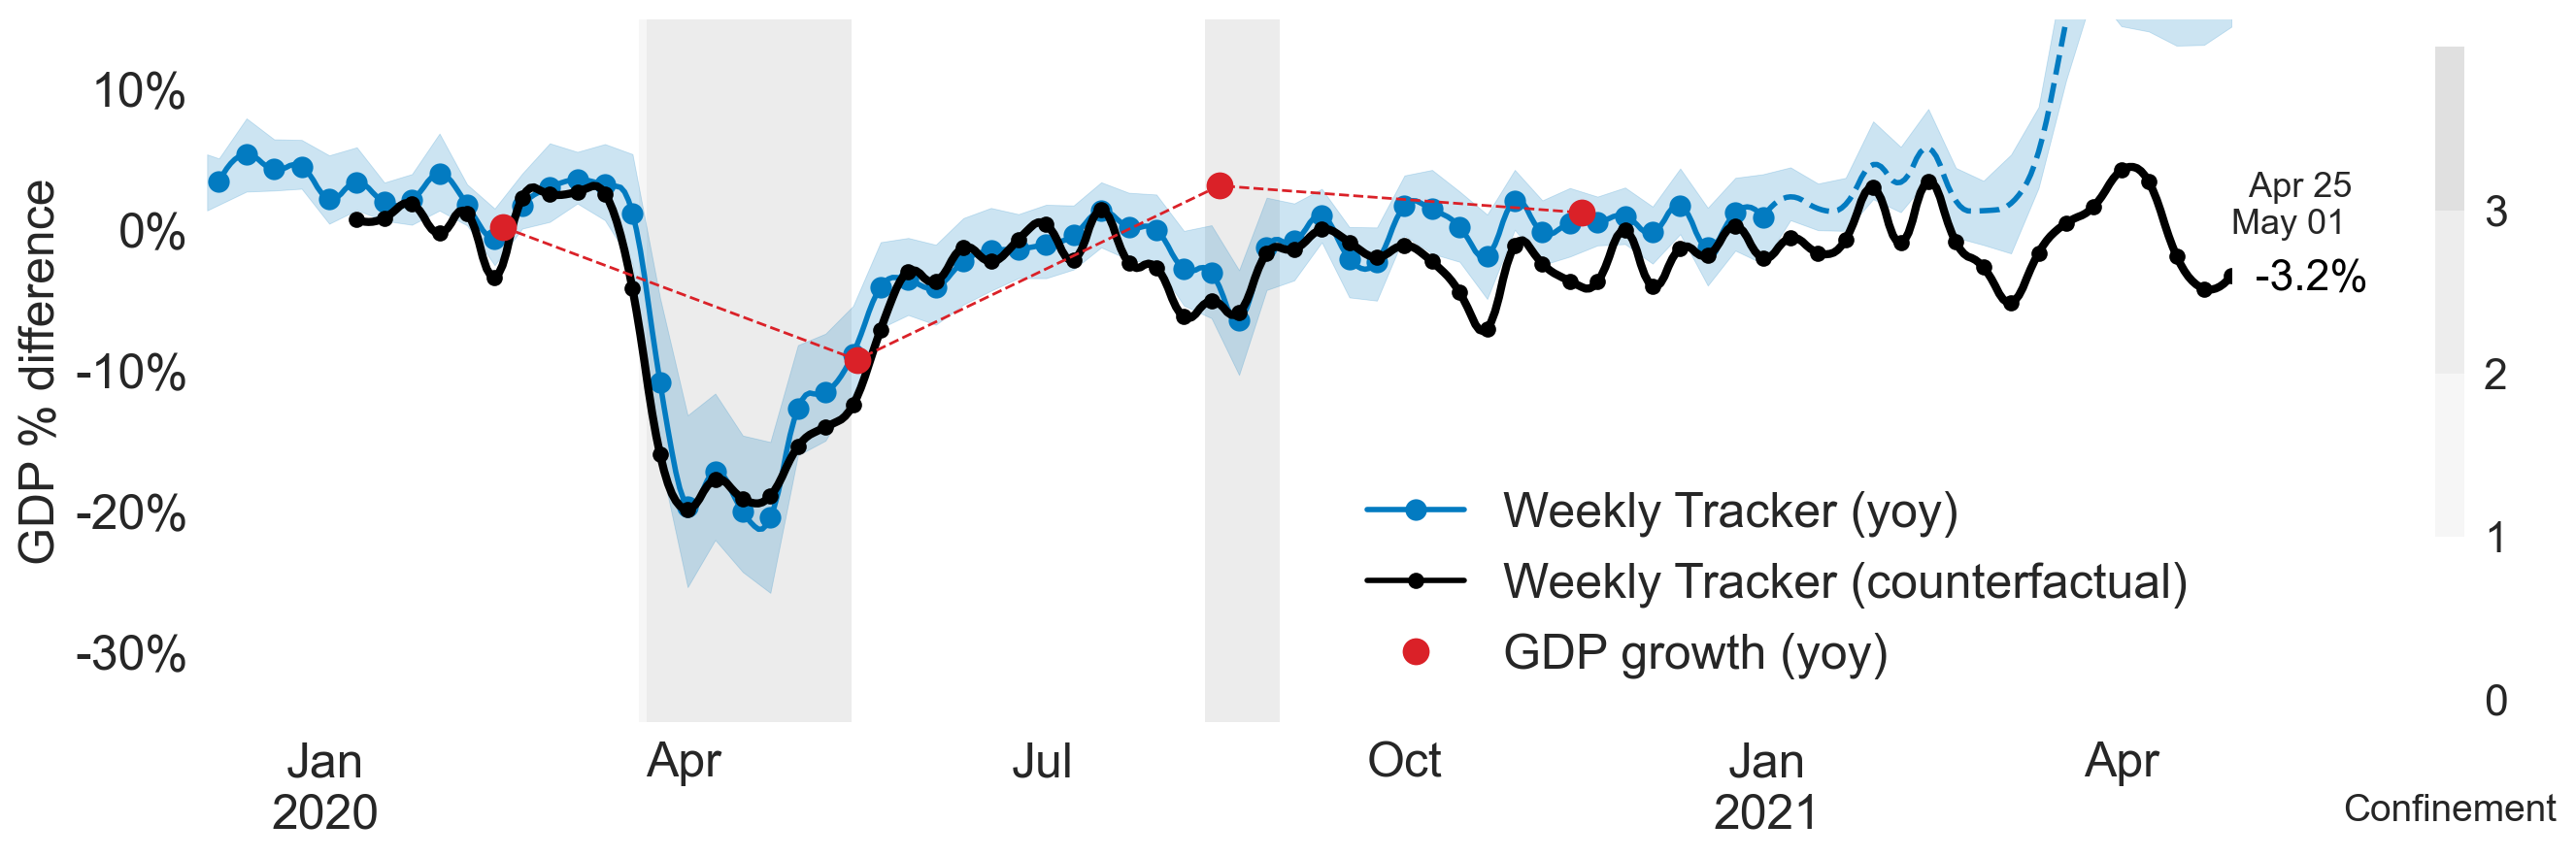 GDP % difference
10%
0%
-10%
-20%
-30%
Apr 25
May 01
-3.2%
Weekly Tracker (yoy)
Weekly Tracker (counterfactual)
GDP growth (yoy)
3
2
1
0
Jan
2020
Apr
Jul
Oct
Jan
2021
Apr
Confinement